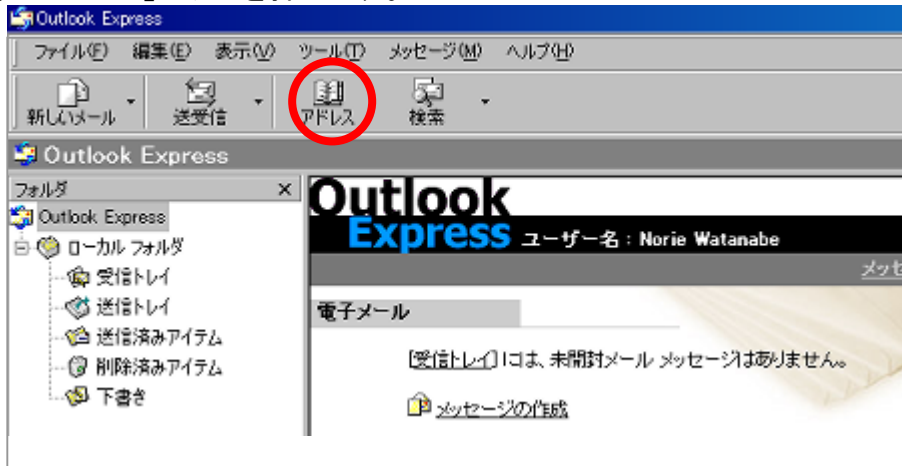 Outlook Express
ファイル(F) 編集(E) 表示(V) ツール(T) メッセージ(M) ヘルプ(H)
新しいメール 送受信 アドレス 検索
Outlook Express
フォルダ ×
Outlook Express
ローカル フォルダ
受信トレイ
送信トレイ
送信済みアイテム
削除済みアイテム
下書き
Outlook
Express ユーザー名 : Norie Watanabe
メッセ
電子メール
[受信トレイ] には、未開封メール メッセージはありません。
メッセージの作成